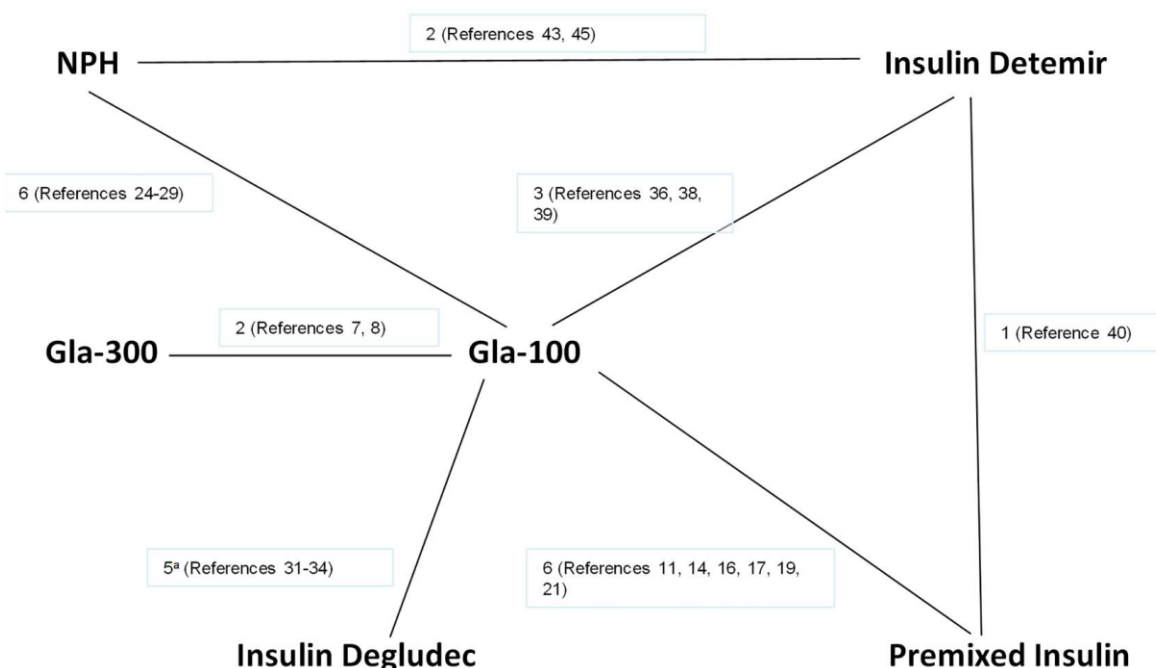 2 (References 43, 45)
NPH
Insulin Detemir
6 (References 24-29)
3 (References 36, 38,
39)
2 (References 7, 8)
1 (Reference 40)
Gla-300
Gla-100
5ᵃ (References 31-34)
6 (References 11, 14, 16, 17, 19,
21)
Insulin Degludec
Premixed Insulin